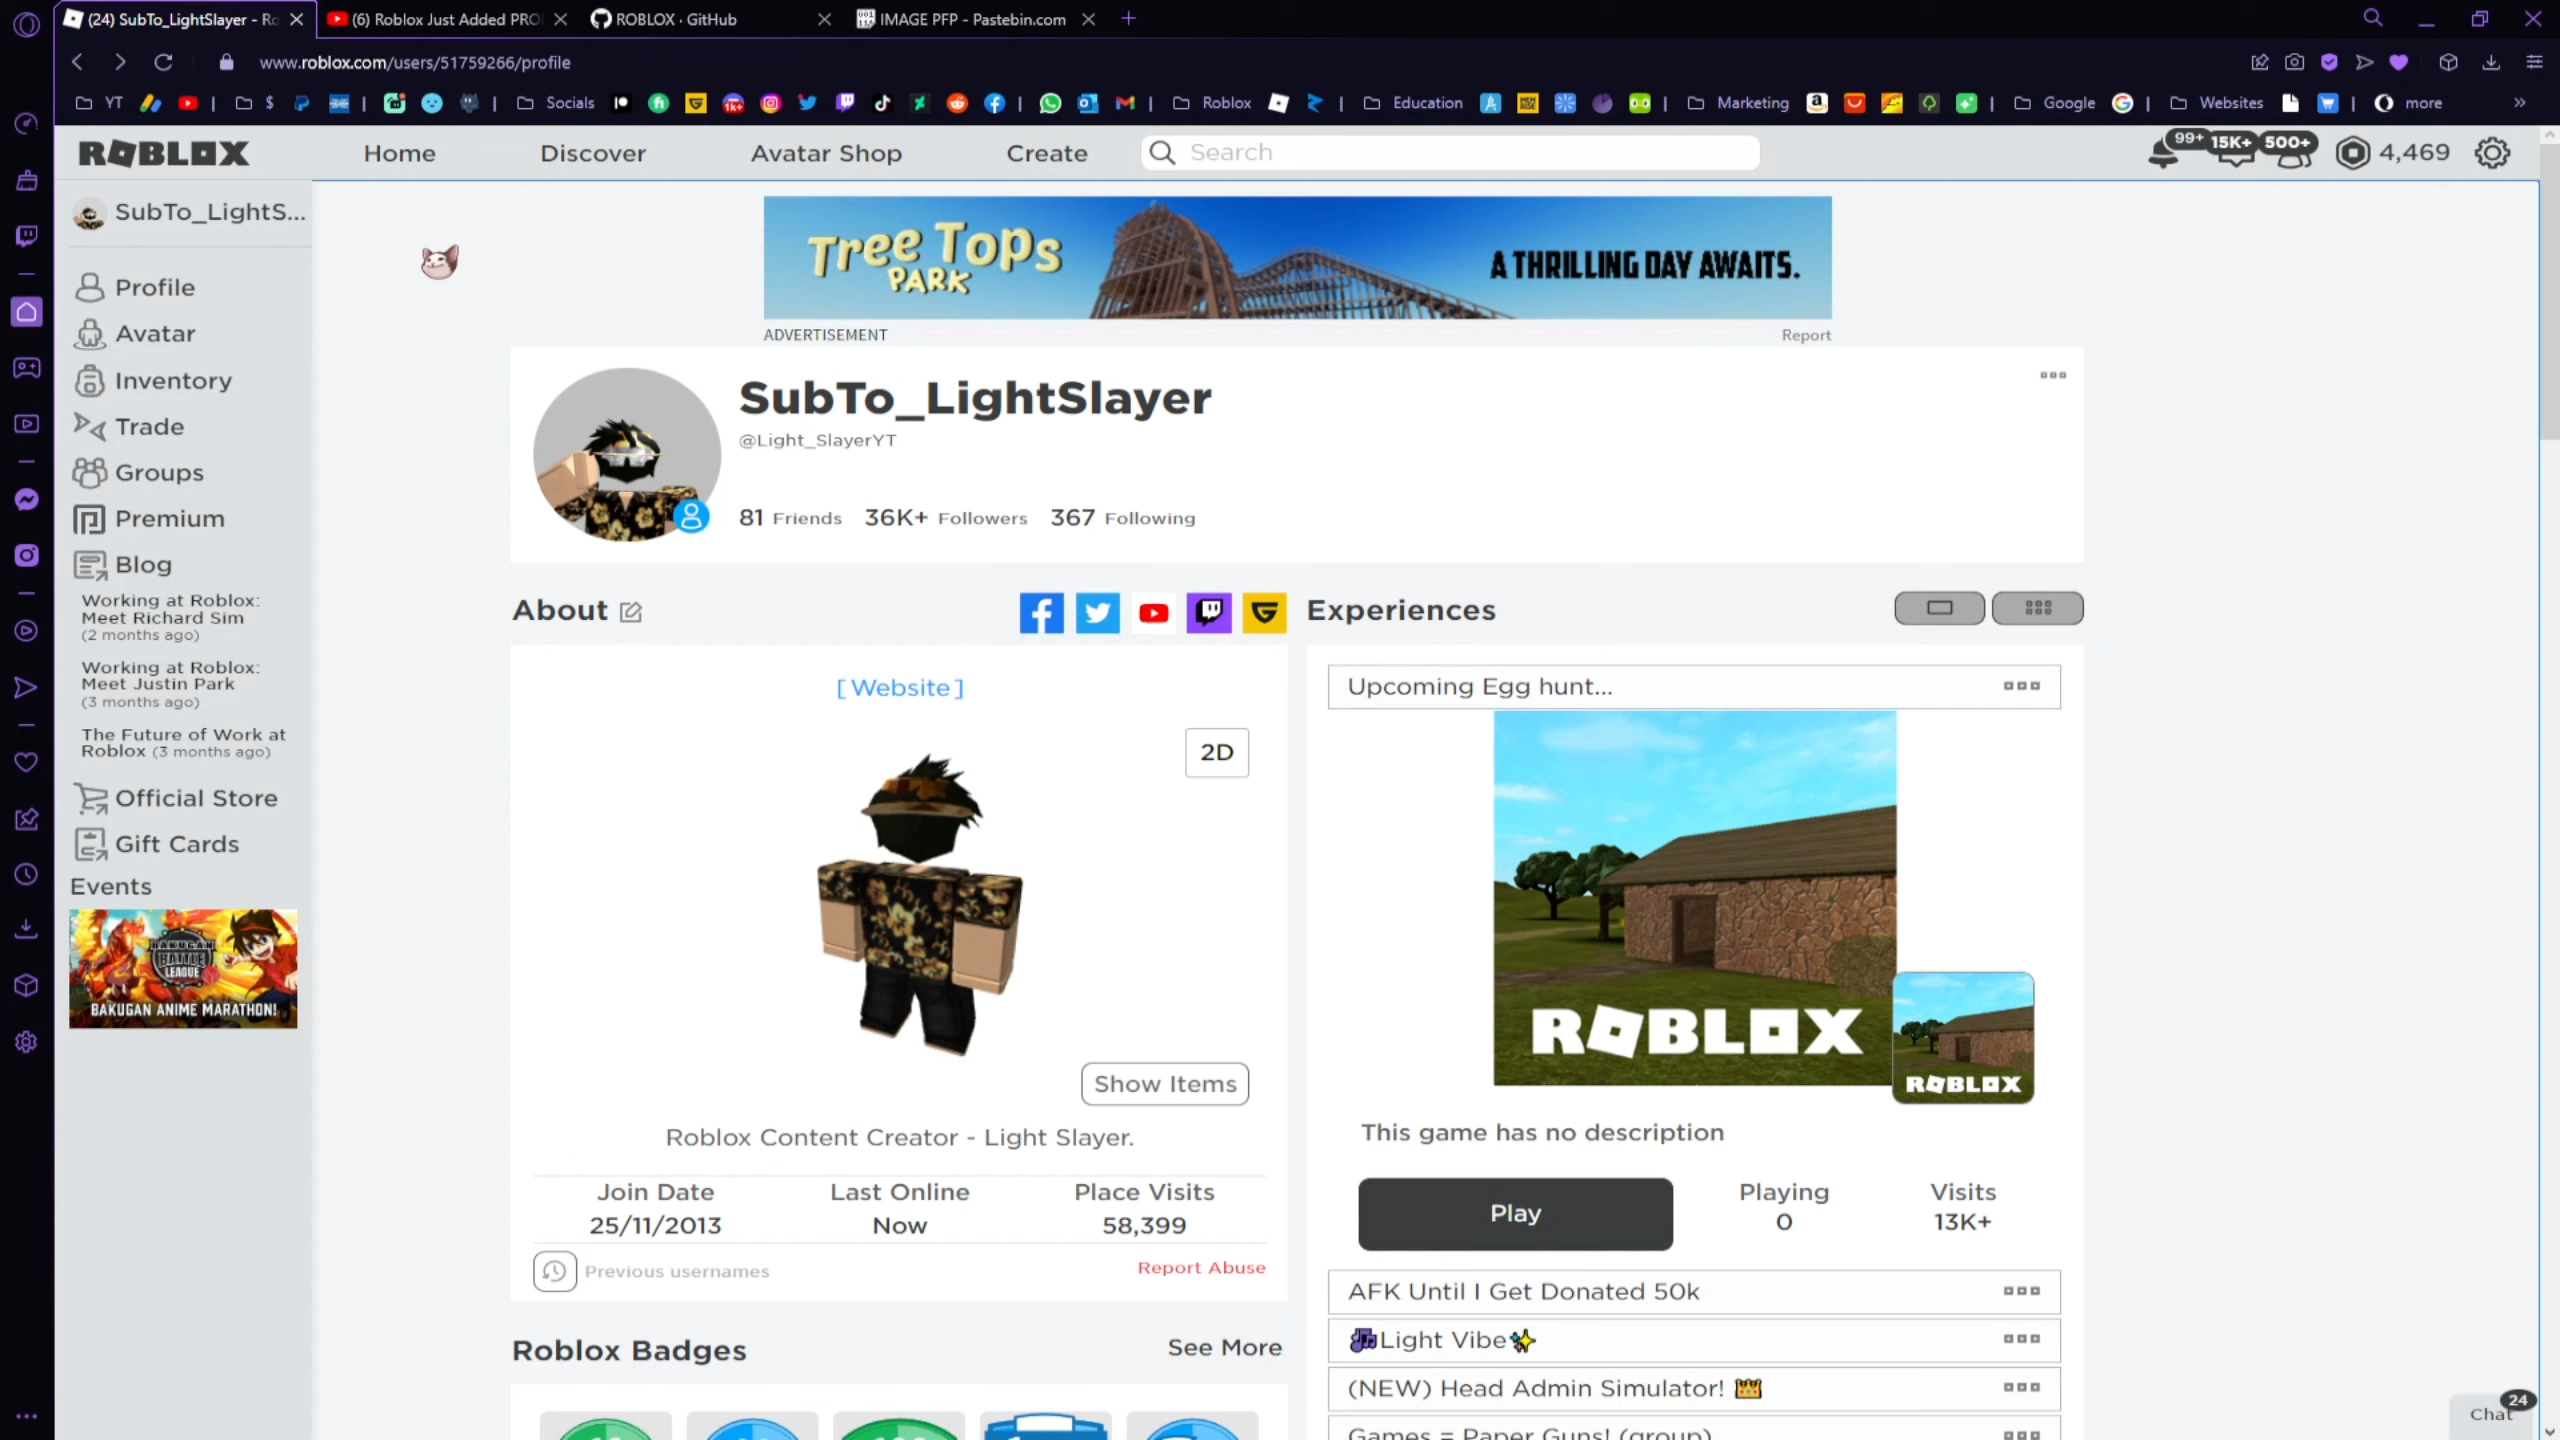 (24) SubTo_LightSlayer - Ro
(6) Roblox Just Added PRO
ROBLOX · GitHub
IMAGE PFP - Pastebin.com
www.roblox.com/users/51759266/profile
YT
$
Socials
Roblox
Education
Marketing
Google
Websites
more
ROBLOX
Home
Discover
Avatar Shop
Create
Search
99+
15K+
500+
4,469
SubTo_LightS...
Profile
Avatar
Inventory
Trade
Groups
Premium
Blog
Working at Roblox:
Meet Richard Sim
(2 months ago)
Working at Roblox:
Meet Justin Park
(3 months ago)
The Future of Work at
Roblox (3 months ago)
Official Store
Gift Cards
Events
BAKUGAN
BATTLE
LEAGUE
BAKUGAN ANIME MARATHON!
Tree Tops
PARK
A THRILLING DAY AWAITS.
ADVERTISEMENT
Report
SubTo_LightSlayer
@Light_SlayerYT
81 Friends 36K+ Followers 367 Following
About
[ Website ]
2D
Show Items
Roblox Content Creator - Light Slayer.
Join Date
25/11/2013
Last Online
Now
Place Visits
58,399
Previous usernames
Report Abuse
Roblox Badges
See More
Experiences
Upcoming Egg hunt...
ROBLOX
ROBLOX
This game has no description
Play
Playing
0
Visits
13K+
AFK Until I Get Donated 50k
🎶Light Vibe✨
(NEW) Head Admin Simulator! 👑
Games = Paper Guns! (group)
Chat
24